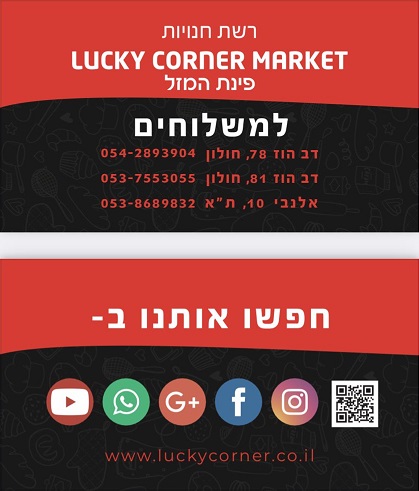 רשת חנויות
LUCKY CORNER MARKET
פינת המזל
למשלוחים
דב הוז 78, חולון 054-2893904
דב הוז 81, חולון 053-7553055
אלנבי 10, ת"א 053-8689832
חפשו אותנו ב-
G+
f
www.luckycorner.co.il